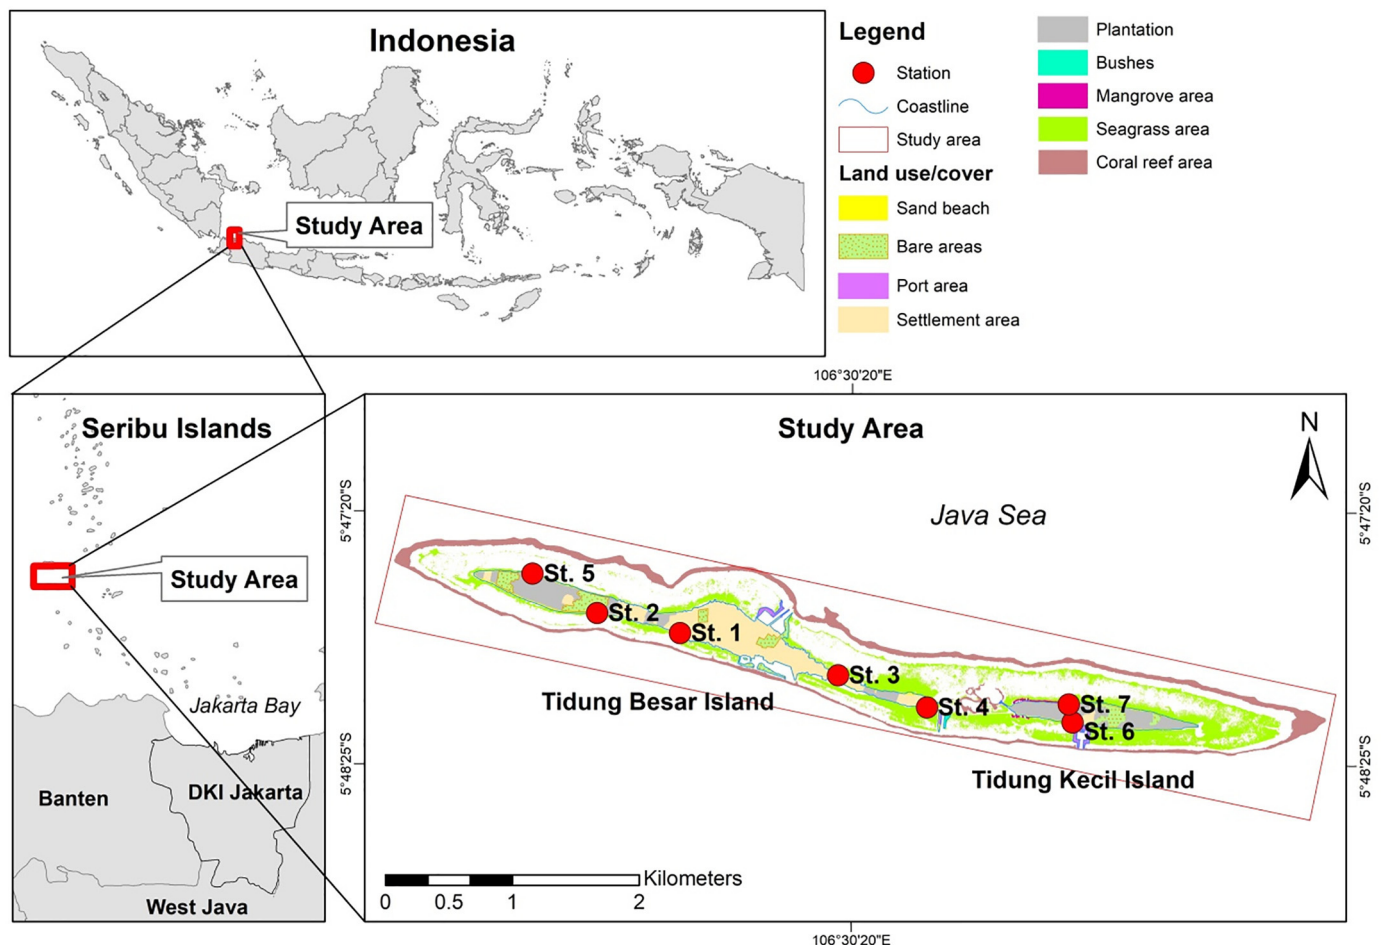 Indonesia
Study Area
Legend
Station
Coastline
Study area
Land use/cover
Sand beach
Bare areas
Port area
Settlement area
Plantation
Bushes
Mangrove area
Seagrass area
Coral reef area
Seribu Islands
Study Area
Jakarta Bay
Banten
DKI Jakarta
West Java
106°30'20"E
Study Area
N
Java Sea
5°47'20"S
5°47'20"S
St. 5
St. 2
St. 1
St. 3
St. 4
St. 7
St. 6
Tidung Besar Island
Tidung Kecil Island
5°48'25"S
5°48'25"S
Kilometers
0 0.5 1 2
106°30'20"E